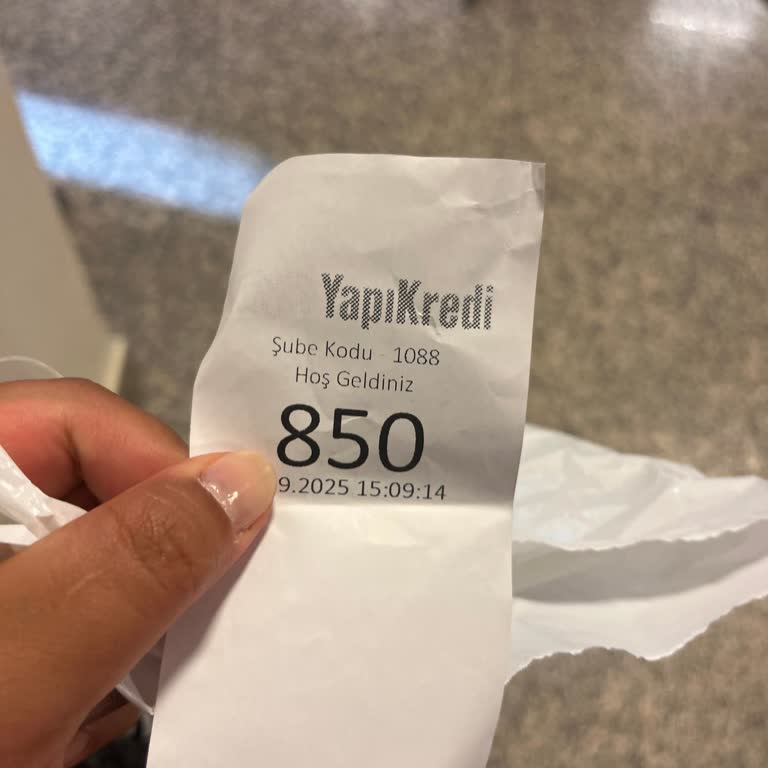 YapıKredi
Şube Kodu - 1088
Hoş Geldiniz
850
9.2025 15:09:14